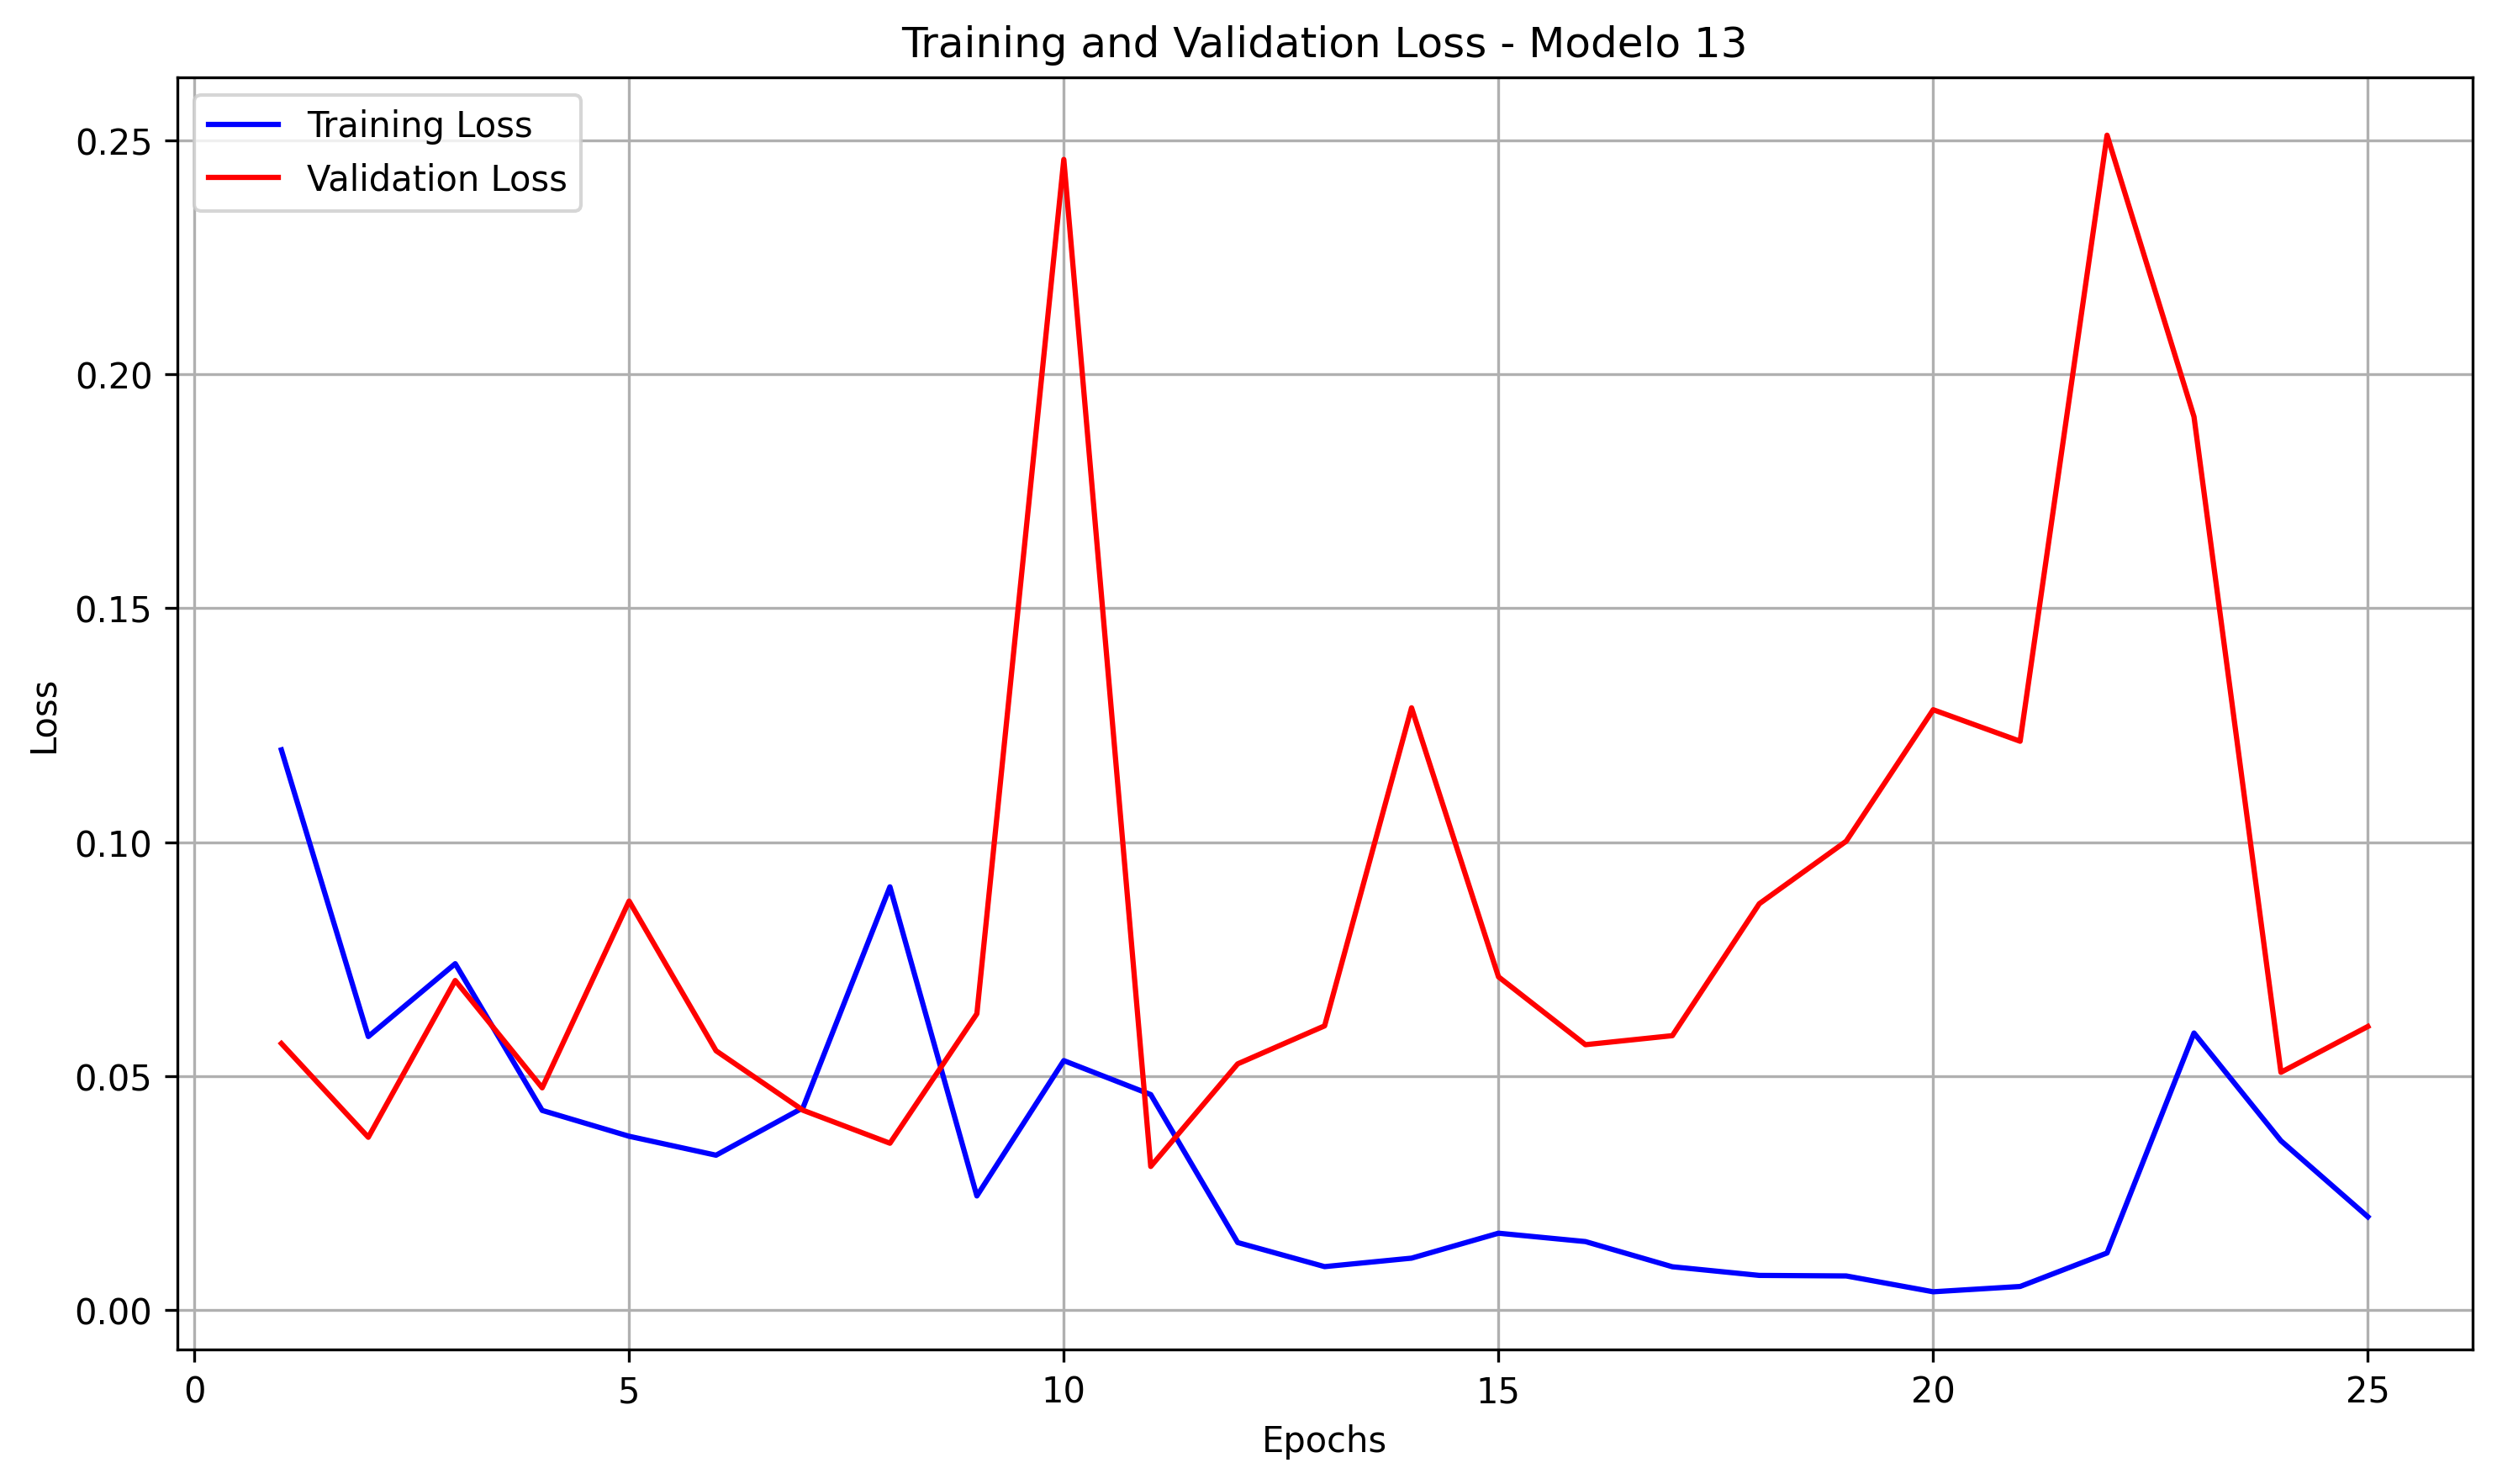 Training and Validation Loss - Modelo 13
Training Loss
Validation Loss
0.25
0.20
0.15
0.10
0.05
0.00
Loss
0 5 10 15 20 25
Epochs